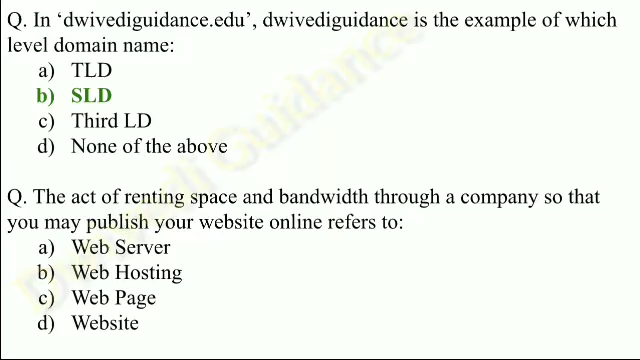 Q. In ‘dwivediguidance.edu’, dwivediguidance is the example of which
level domain name:
a) TLD
b) SLD
c) Third LD
d) None of the above
Q. The act of renting space and bandwidth through a company so that
you may publish your website online refers to:
a) Web Server
b) Web Hosting
c) Web Page
d) Website
Dwivedi Guidance